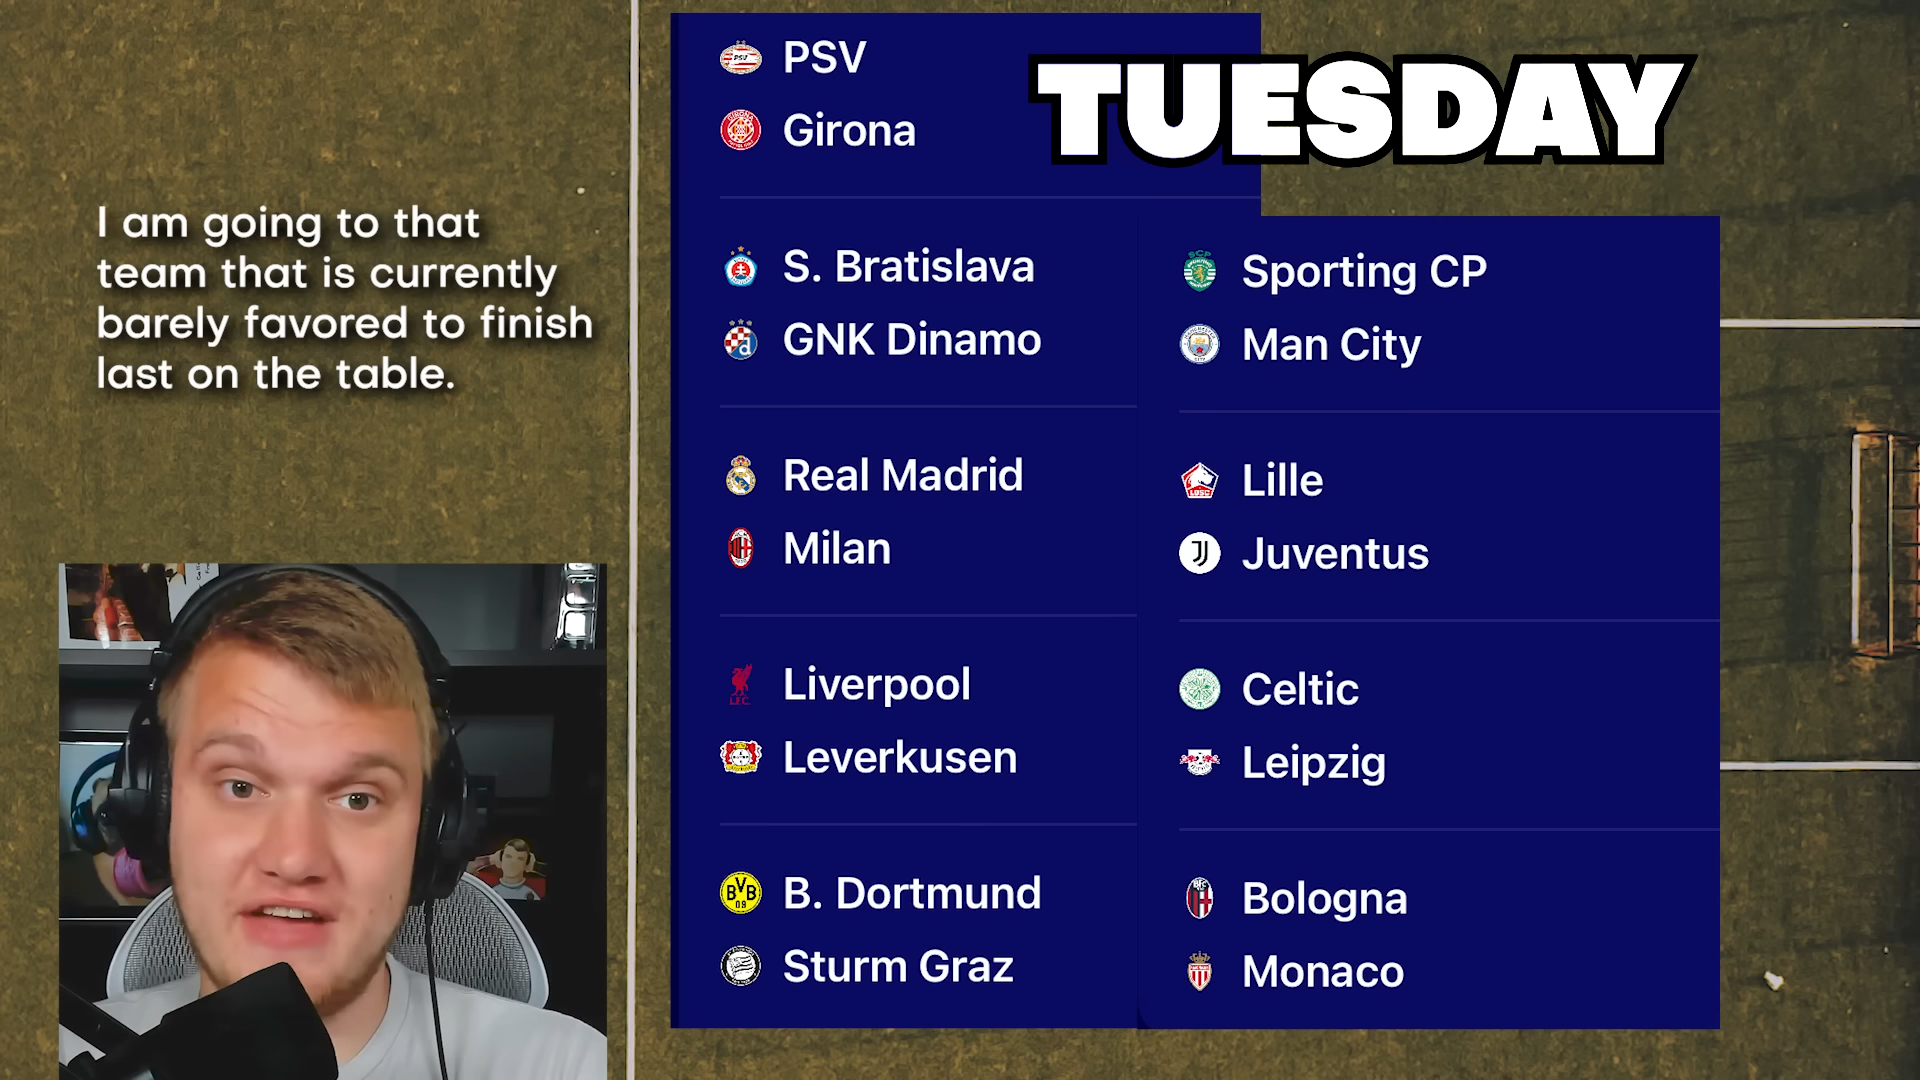 TUESDAY
I am going to that
team that is currently
barely favored to finish
last on the table.
PSV
Girona
S. Bratislava
GNK Dinamo
Real Madrid
Milan
Liverpool
Leverkusen
B. Dortmund
Sturm Graz
Sporting CP
Man City
Lille
Juventus
Celtic
Leipzig
Bologna
Monaco